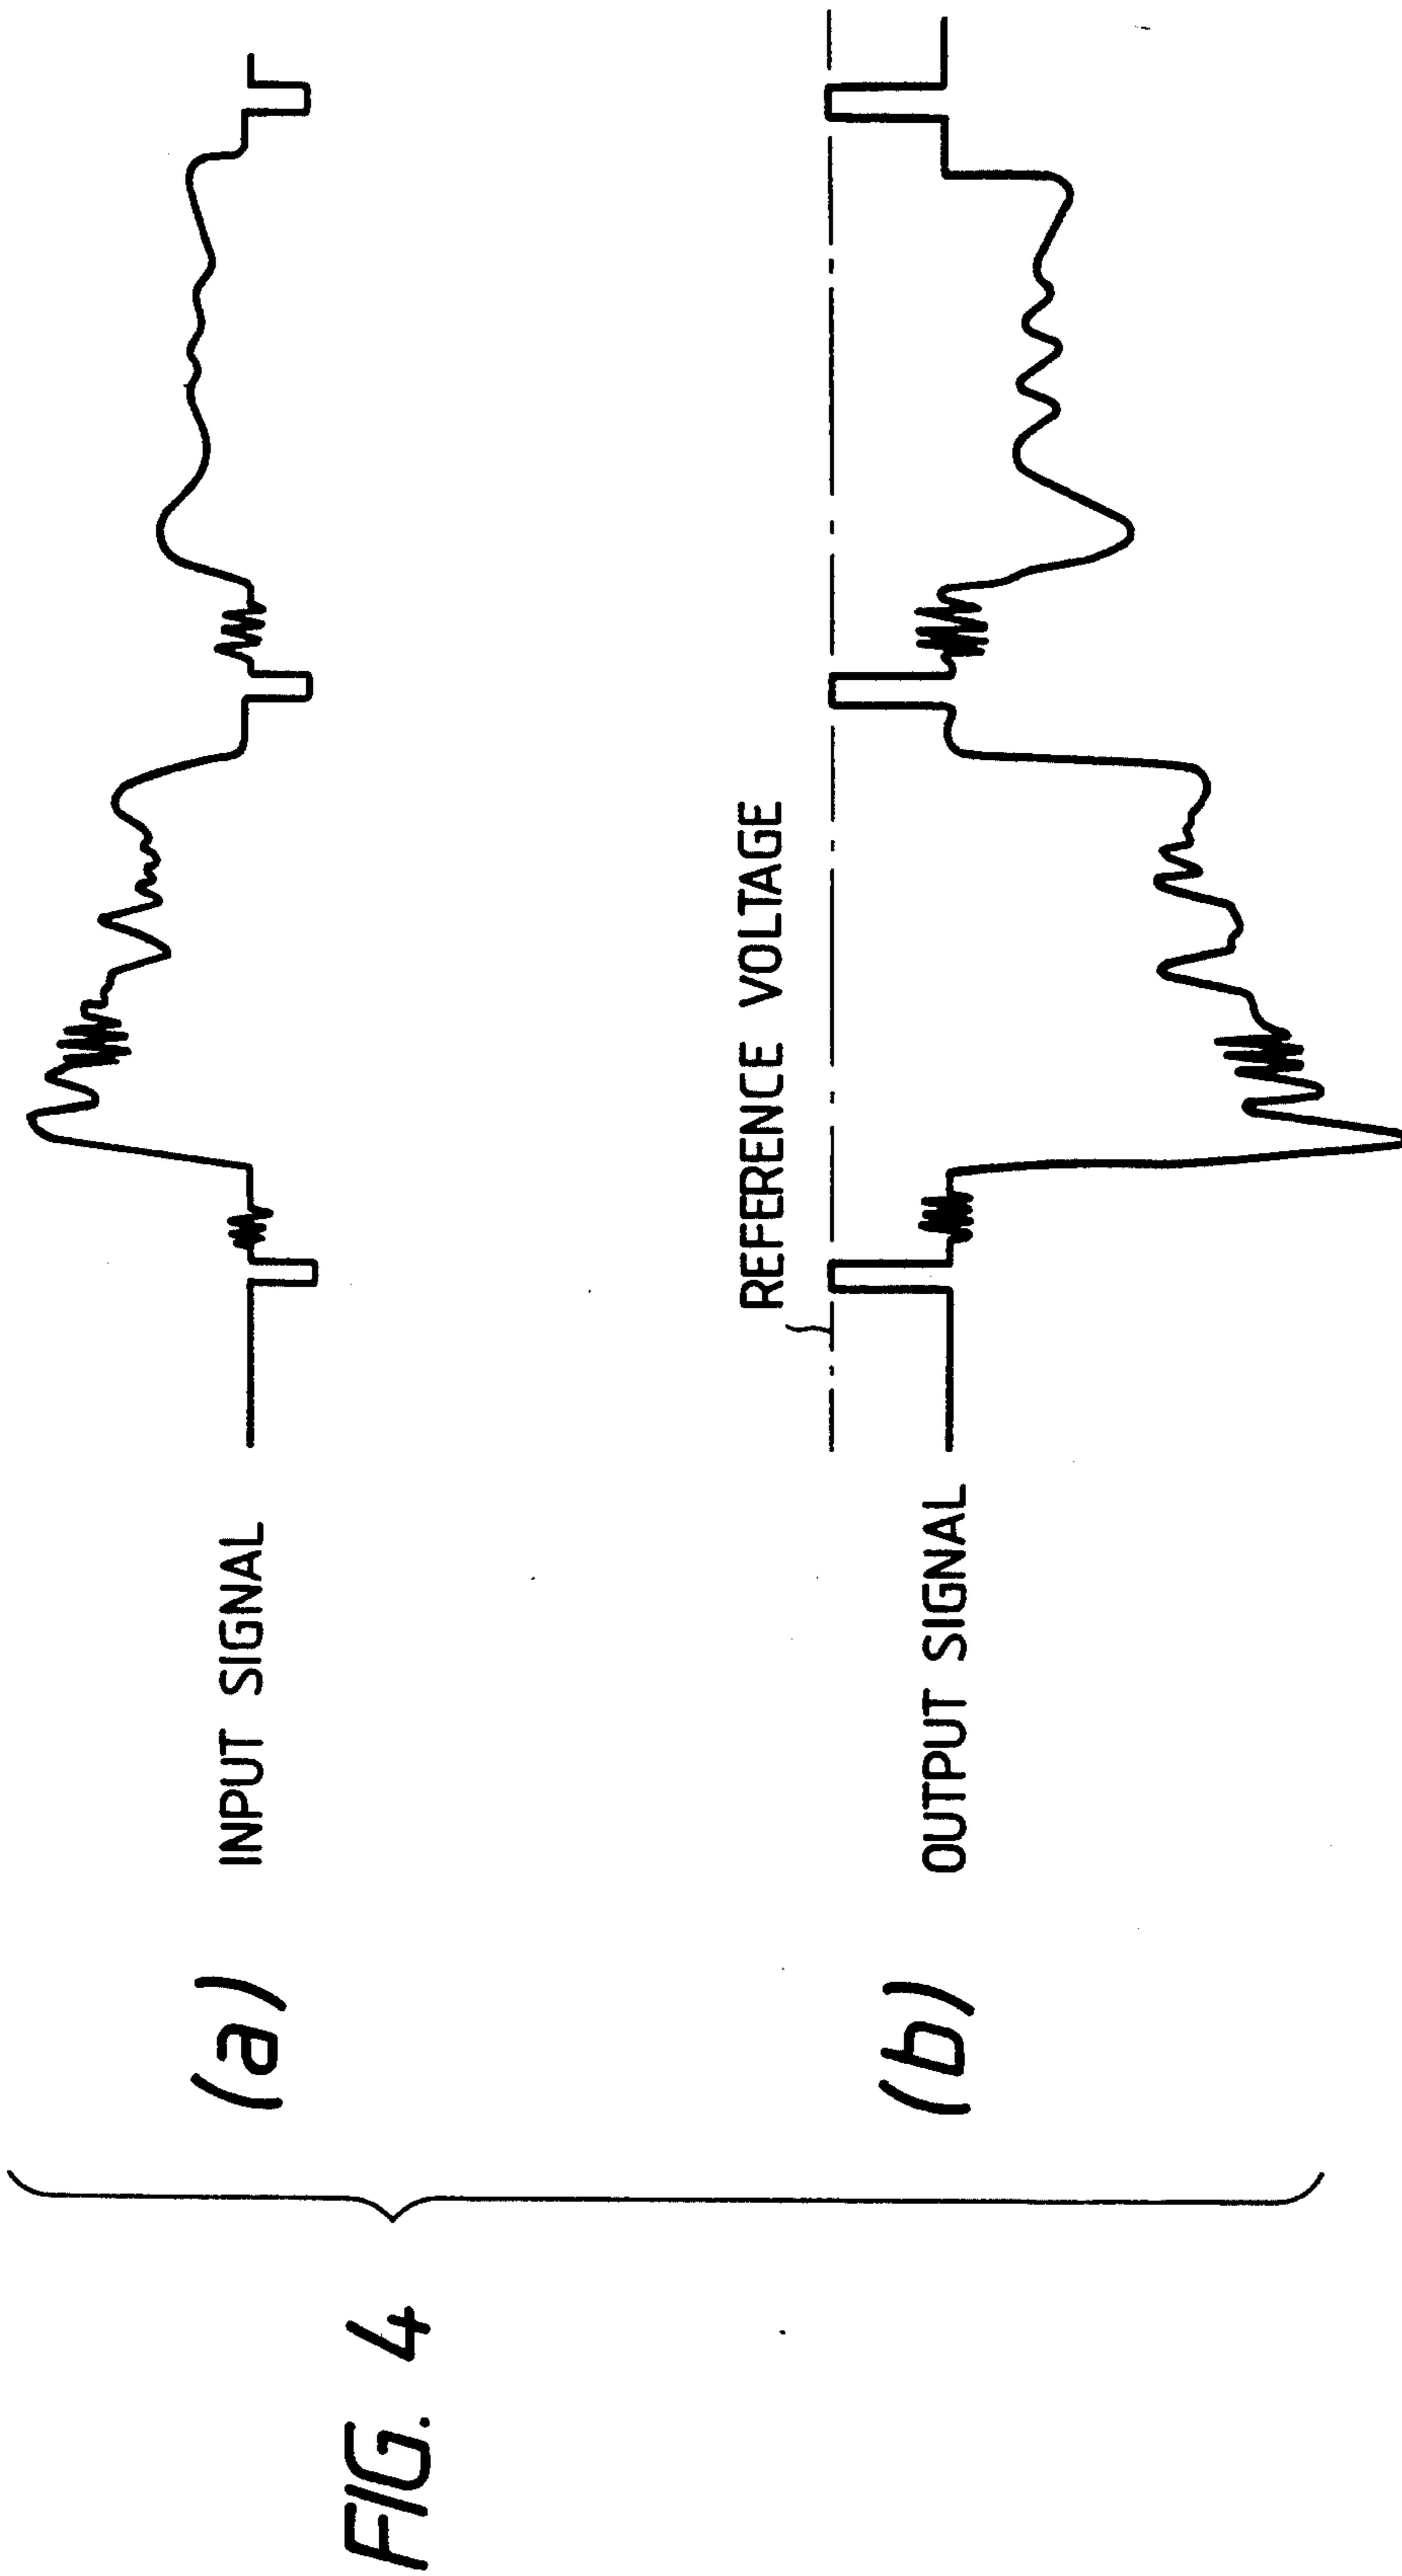 FIG. 4
(a) INPUT SIGNAL
REFERENCE VOLTAGE
(b) OUTPUT SIGNAL